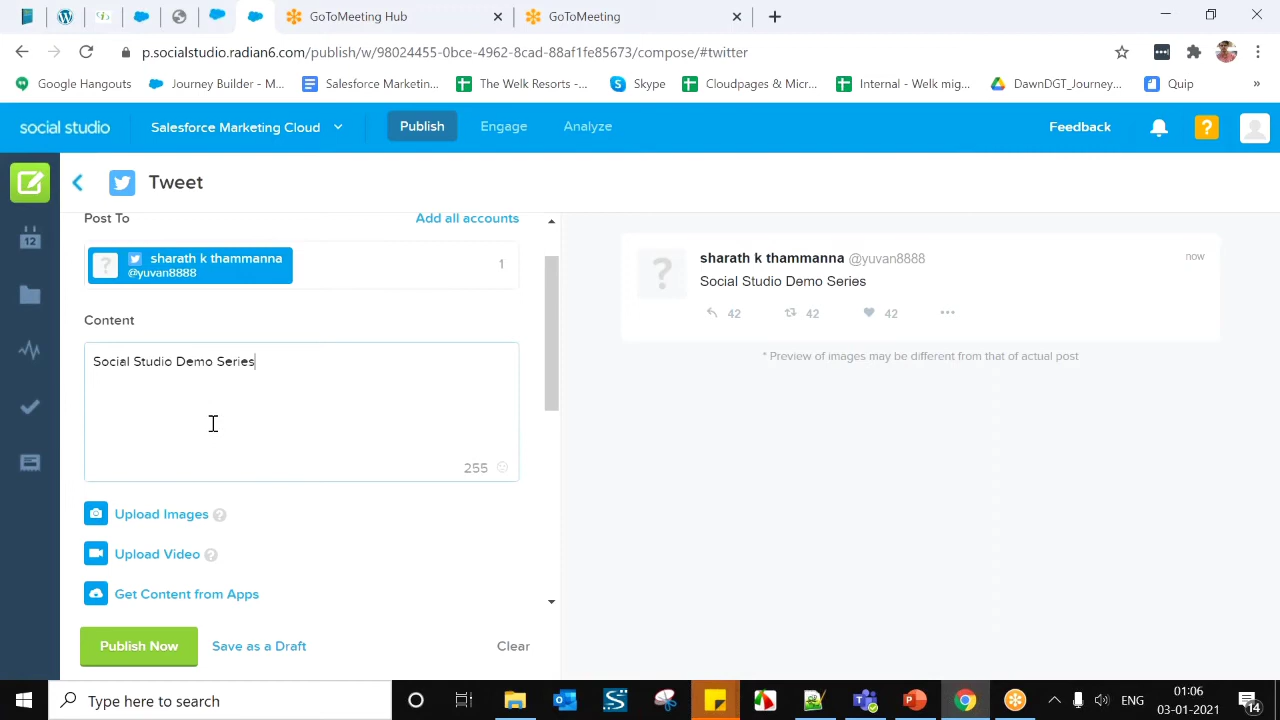 GoToMeeting Hub
GoToMeeting
p.socialstudio.radian6.com/publish/w/98024455-0bce-4962-8cad-88af1fe85673/compose/#twitter
Google Hangouts
Journey Builder - M...
Salesforce Marketin...
The Welk Resorts -...
Skype
Cloudpages & Micr...
Internal - Welk mig...
DawnDGT_Journey...
Quip
»
social studio
Salesforce Marketing Cloud
Publish
Engage
Analyze
Feedback
?
Tweet
12
Post To
Add all accounts
? sharath k thammanna
@yuvan8888
1
Content
Social Studio Demo Series
255
Upload Images ?
Upload Video ?
Get Content from Apps
Publish Now
Save as a Draft
Clear
?
sharath k thammanna @yuvan8888
now
Social Studio Demo Series
42
42
42
* Preview of images may be different from that of actual post
Type here to search
ENG
01:06
03-01-2021
14